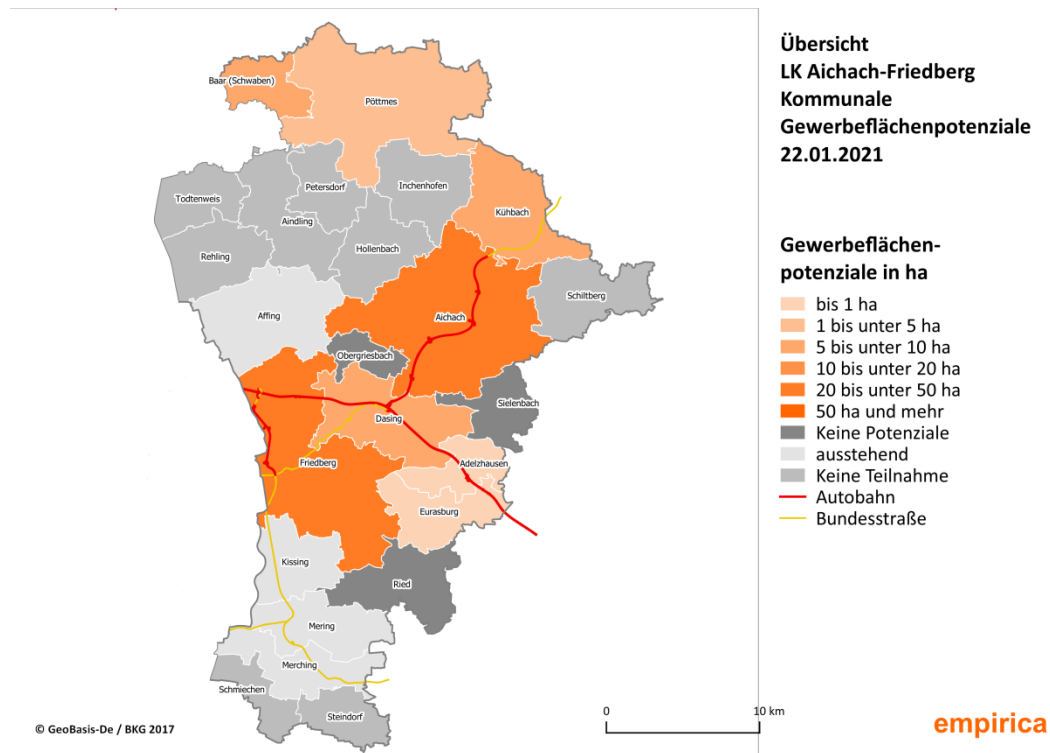 Übersicht
LK Aichach-Friedberg
Kommunale
Gewerbeflächenpotenziale
22.01.2021
Gewerbeflächen-
potenziale in ha
bis 1 ha
1 bis unter 5 ha
5 bis unter 10 ha
10 bis unter 20 ha
20 bis unter 50 ha
50 ha und mehr
Keine Potenziale
ausstehend
Keine Teilnahme
Autobahn
Bundesstraße
Baar (Schwaben)
Pöttmes
Petersdorf
Inchenhofen
Todtenweis
Aindling
Kühbach
Hollenbach
Rehling
Schiltberg
Affing
Aichach
Obergriesbach
Sielenbach
Dasing
Friedberg
Adelzhausen
Eurasburg
Kissing
Ried
Mering
Merching
Schmiechen
Steindorf
0 10 km
© GeoBasis-De / BKG 2017
empirica